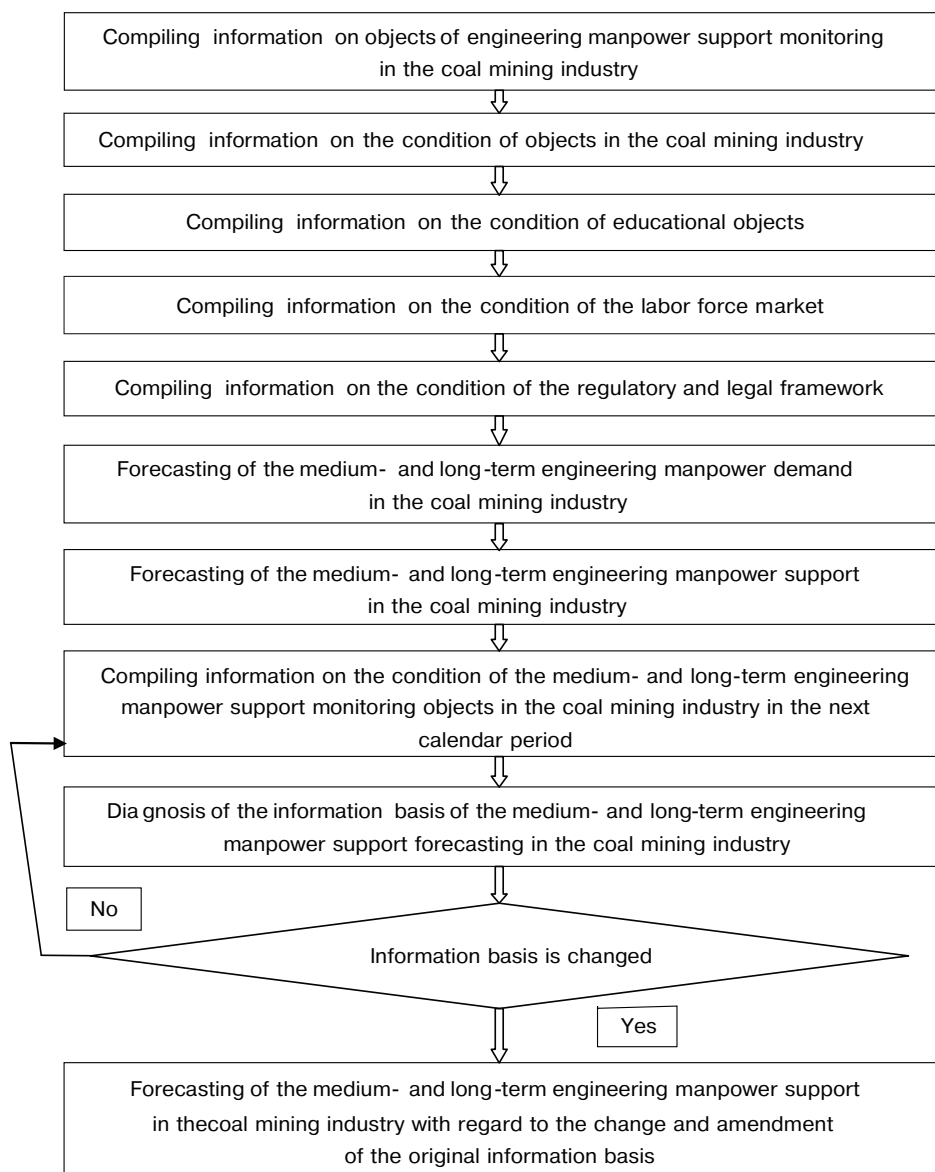 Compiling information on objects of engineering manpower support monitoring
in the coal mining industry
Compiling information on the condition of objects in the coal mining industry
Compiling information on the condition of educational objects
Compiling information on the condition of the labor force market
Compiling information on the condition of the regulatory and legal framework
Forecasting of the medium- and long-term engineering manpower demand
in the coal mining industry
Forecasting of the medium- and long-term engineering manpower support
in the coal mining industry
Compiling information on the condition of the medium- and long-term engineering
manpower support monitoring objects in the coal mining industry in the next
calendar period
Dia gnosis of the information basis of the medium- and long-term engineering
manpower support forecasting in the coal mining industry
No
Information basis is changed
Yes
Forecasting of the medium- and long-term engineering manpower support
in thecoal mining industry with regard to the change and amendment
of the original information basis